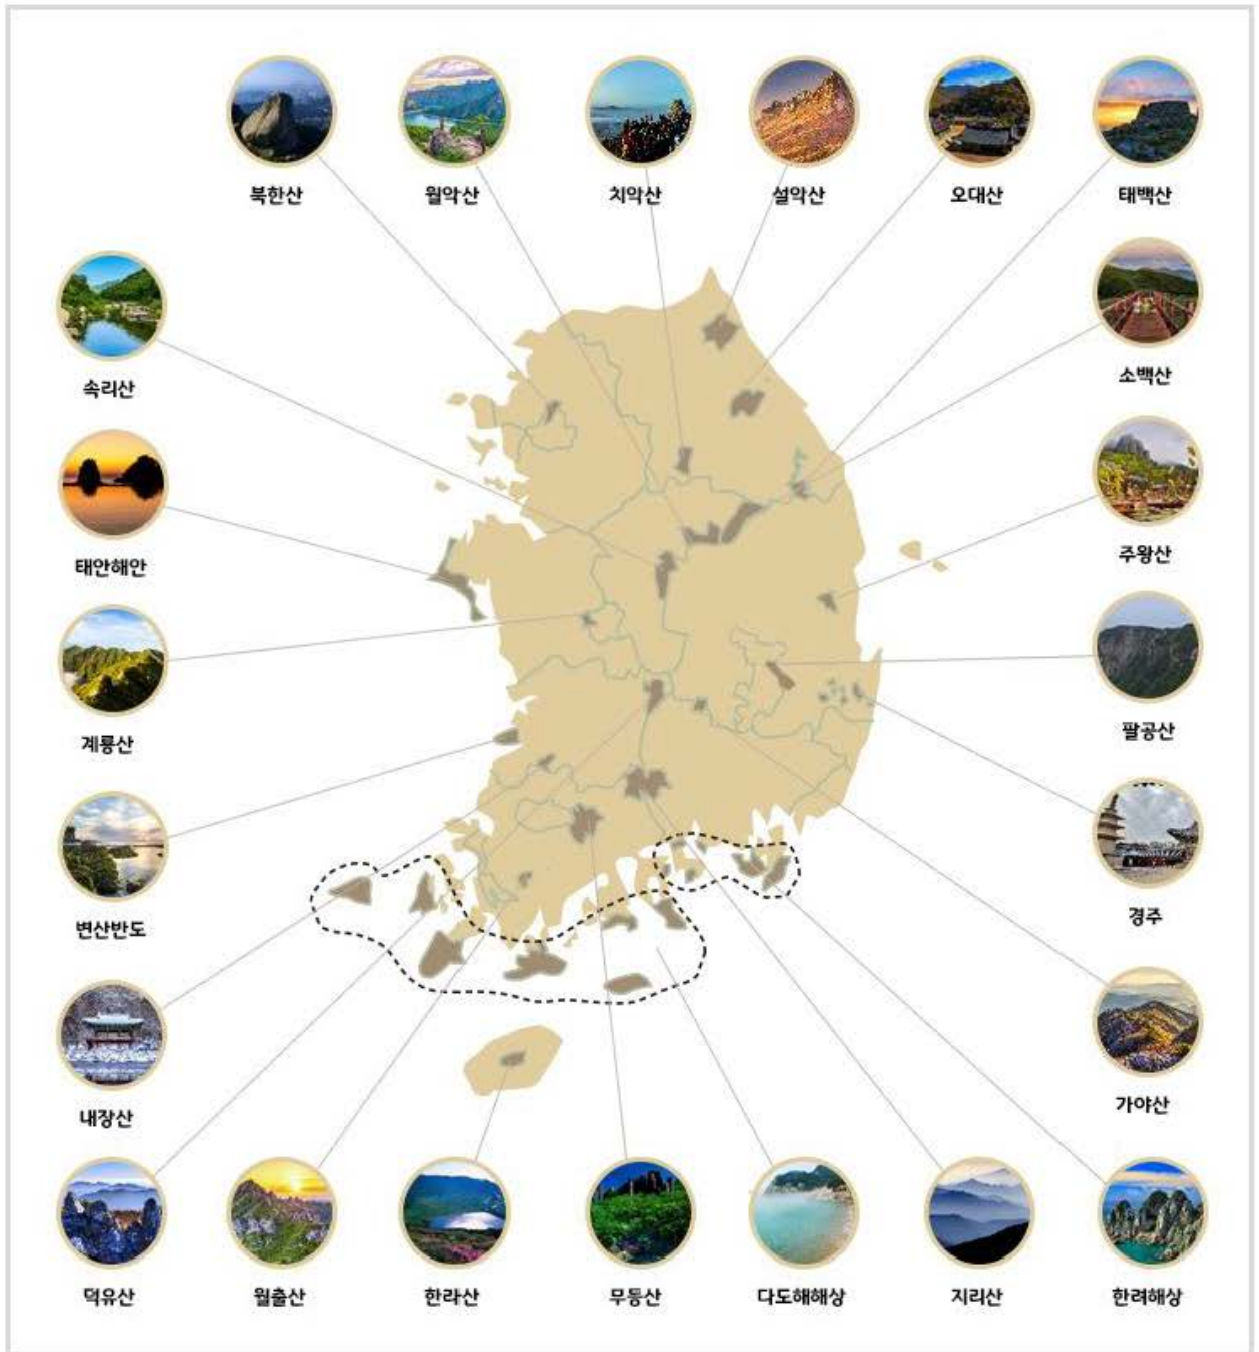 북한산
월악산
치악산
설악산
오대산
태백산
속리산
소백산
태안해안
주왕산
계룡산
팔공산
변산반도
경주
내장산
가야산
덕유산
월출산
한라산
무등산
다도해해상
지리산
한려해상